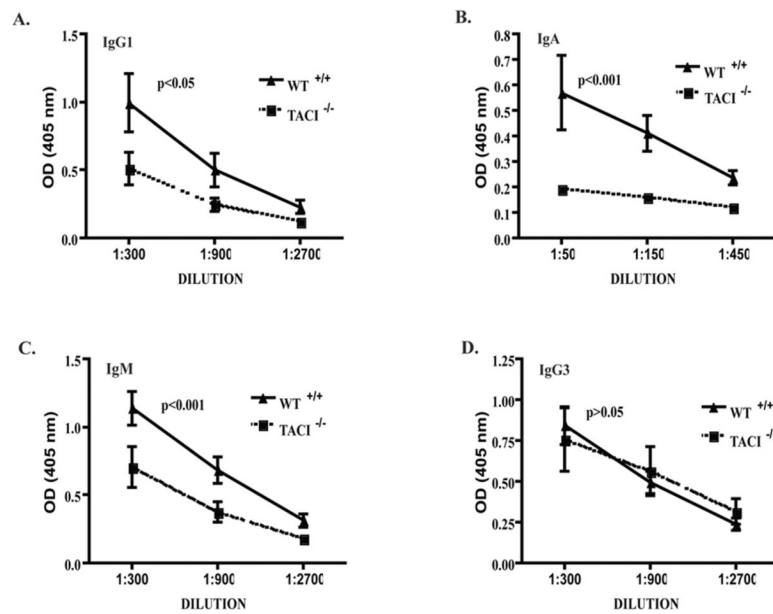 A.
IgG1
p<0.05
WT +/+
TACI -/-
OD (405 nm)
1.5
1.0
0.5
0.0
1:300
1:900
1:2700
DILUTION
B.
IgA
p<0.001
WT +/+
TACI -/-
OD (405 nm)
0.8
0.7
0.6
0.5
0.4
0.3
0.2
0.1
0.0
1:50
1:150
1:450
DILUTION
C.
IgM
p<0.001
WT +/+
TACI -/-
OD (405 nm)
1.5
1.0
0.5
0.0
1:300
1:900
1:2700
DILUTION
D.
IgG3
p>0.05
WT +/+
TACI -/-
OD (405 nm)
1.25
1.00
0.75
0.50
0.25
0.00
1:300
1:900
1:2700
DILUTION